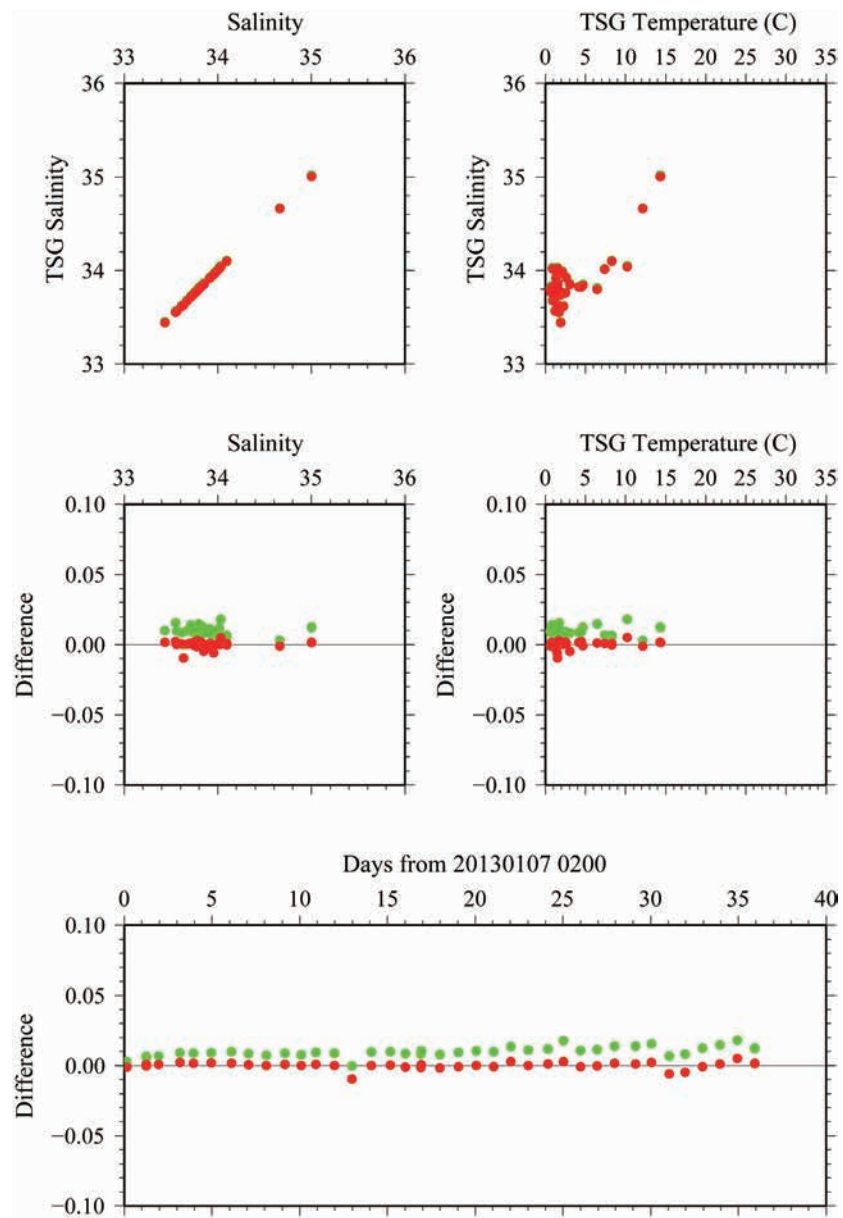 Salinity
33 34 35 36
TSG Salinity
36
35
34
33
TSG Temperature (C)
0 5 10 15 20 25 30 35
TSG Salinity
36
35
34
33
Salinity
33 34 35 36
Difference
0.10
0.05
0.00
−0.05
−0.10
TSG Temperature (C)
0 5 10 15 20 25 30 35
Difference
0.10
0.05
0.00
−0.05
−0.10
Days from 20130107 0200
0 5 10 15 20 25 30 35 40
Difference
0.10
0.05
0.00
−0.05
−0.10